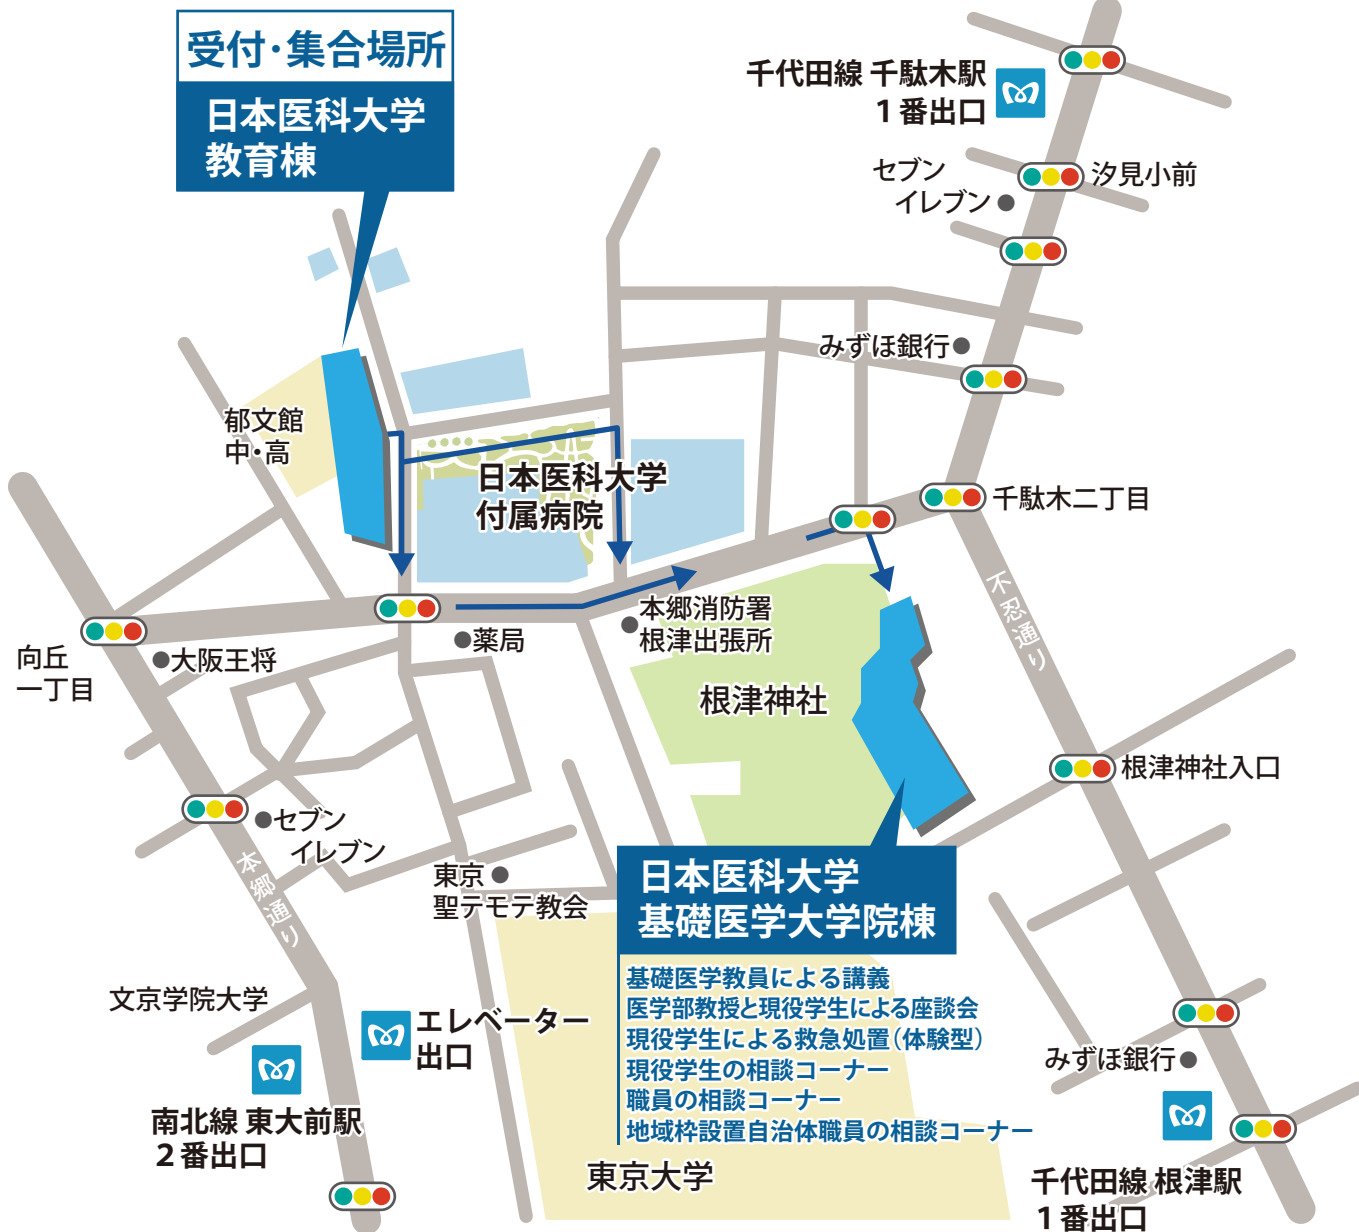 受付・集合場所
日本医科大学
教育棟
千代田線 千駄木駅
1番出口
セブン
イレブン
汐見小前
みずほ銀行
郁文館
中・高
日本医科大学
付属病院
千駄木二丁目
不忍通り
本郷消防署
根津出張所
薬局
向丘
一丁目
大阪王将
根津神社
根津神社入口
セブン
イレブン
本郷通り
東京
聖テモテ教会
日本医科大学
基礎医学大学院棟
基礎医学教員による講義
医学部教授と現役学生による座談会
現役学生による救急処置(体験型)
現役学生の相談コーナー
職員の相談コーナー
地域枠設置自治体職員の相談コーナー
文京学院大学
エレベーター
出口
みずほ銀行
南北線 東大前駅
2番出口
東京大学
千代田線 根津駅
1番出口